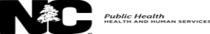 NC
Public Health
HEALTH AND HUMAN SERVICES